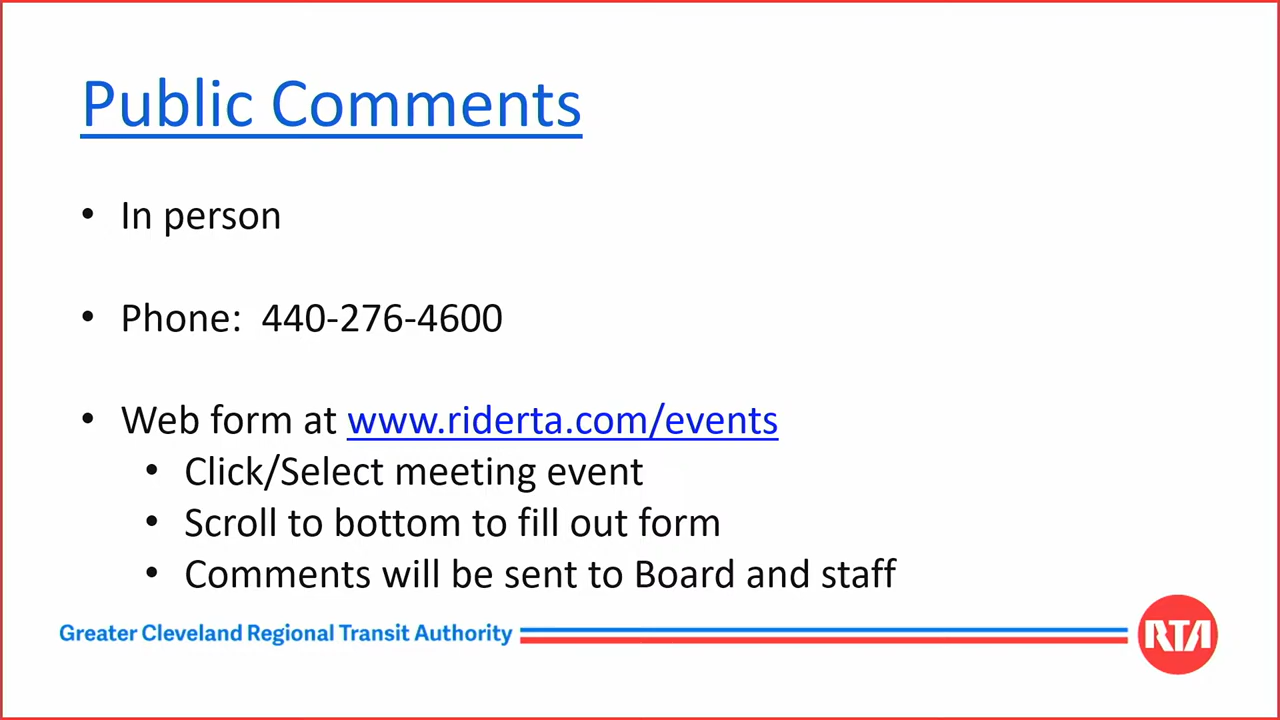 Public Comments
• In person
• Phone:  440-276-4600
• Web form at www.riderta.com/events
• Click/Select meeting event
• Scroll to bottom to fill out form
• Comments will be sent to Board and staff
Greater Cleveland Regional Transit Authority
RTA